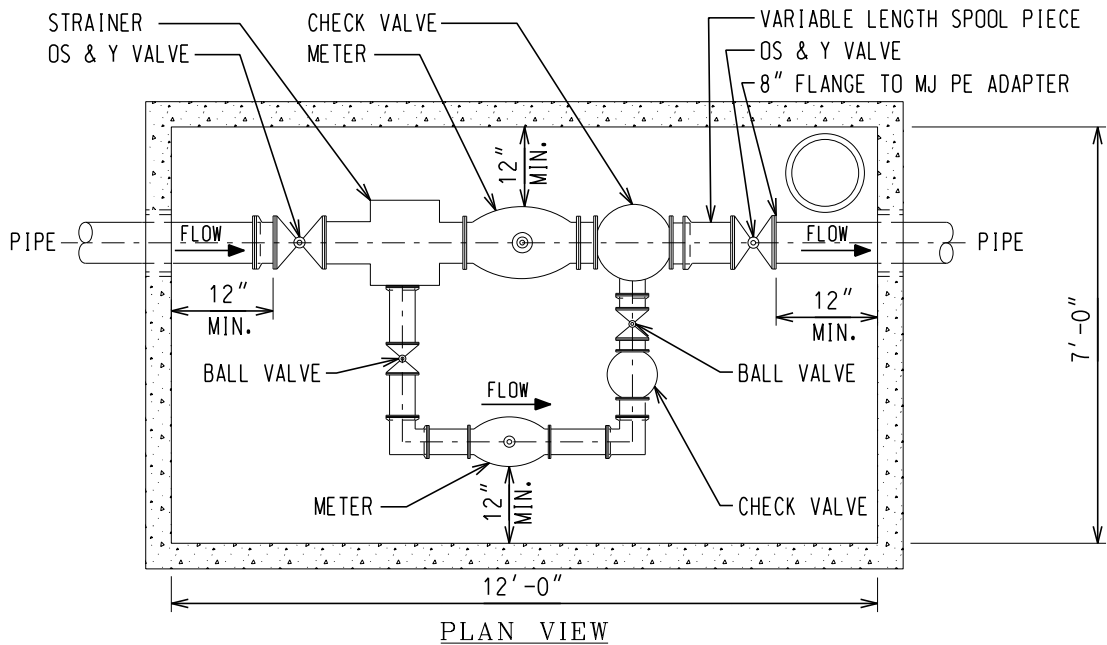 STRAINER
OS & Y VALVE
CHECK VALVE
METER
VARIABLE LENGTH SPOOL PIECE
OS & Y VALVE
8" FLANGE TO MJ PE ADAPTER
12"
MIN.
PIPE
FLOW
FLOW
PIPE
12"
MIN.
12"
MIN.
7'-0"
BALL VALVE
BALL VALVE
FLOW
METER
12"
MIN.
CHECK VALVE
12'-0"
PLAN VIEW